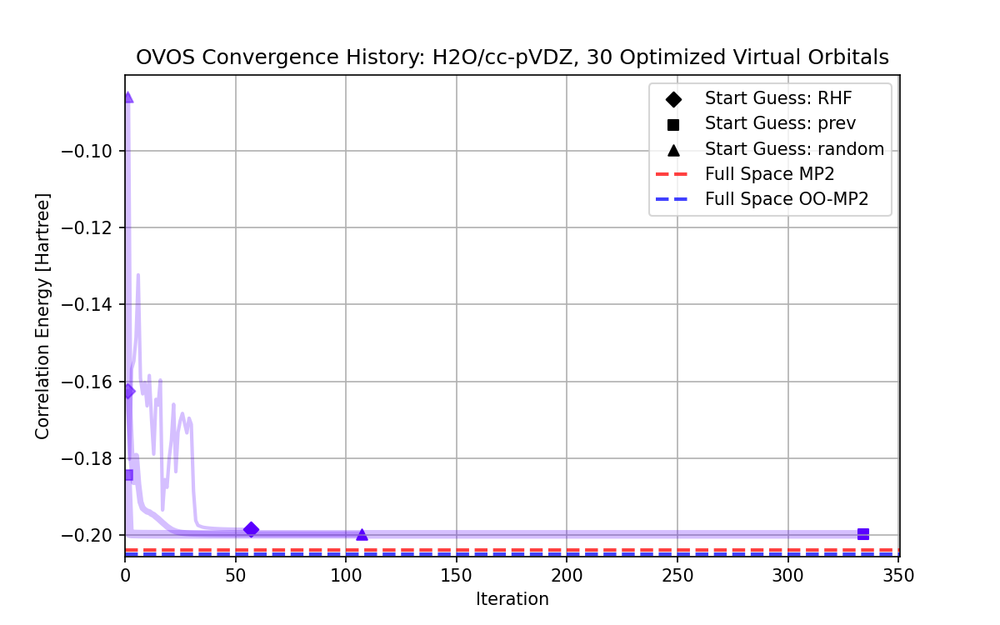 OVOS Convergence History: H2O/cc-pVDZ, 30 Optimized Virtual Orbitals
Start Guess: RHF
Start Guess: prev
Start Guess: random
Full Space MP2
Full Space OO-MP2
Correlation Energy [Hartree]
−0.10
−0.12
−0.14
−0.16
−0.18
−0.20
0 50 100 150 200 250 300 350
Iteration